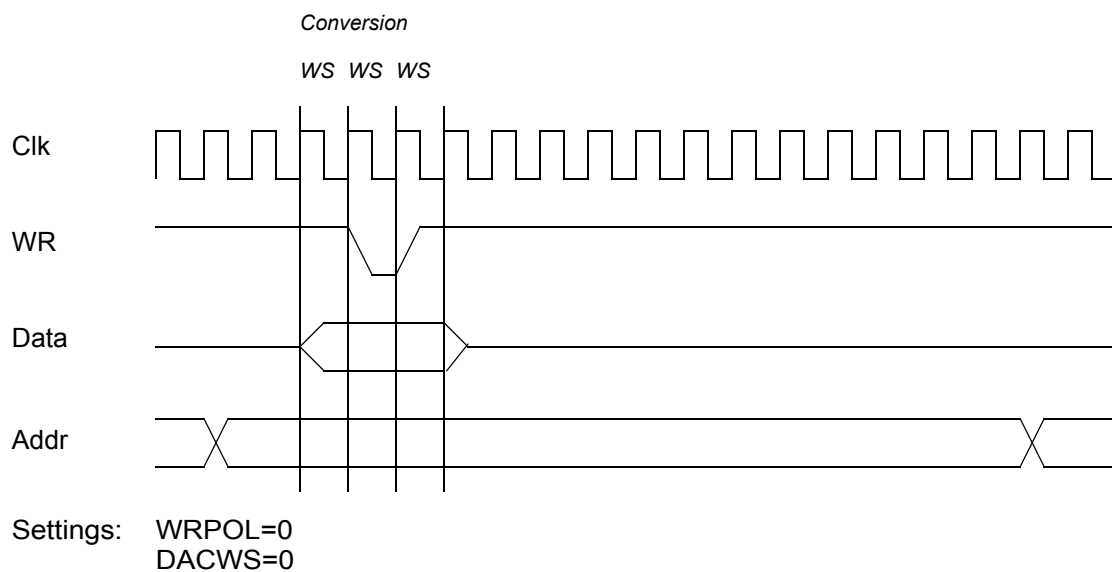 Conversion
WS WS WS
Clk
WR
Data
Addr
Settings: WRPOL=0
DACWS=0